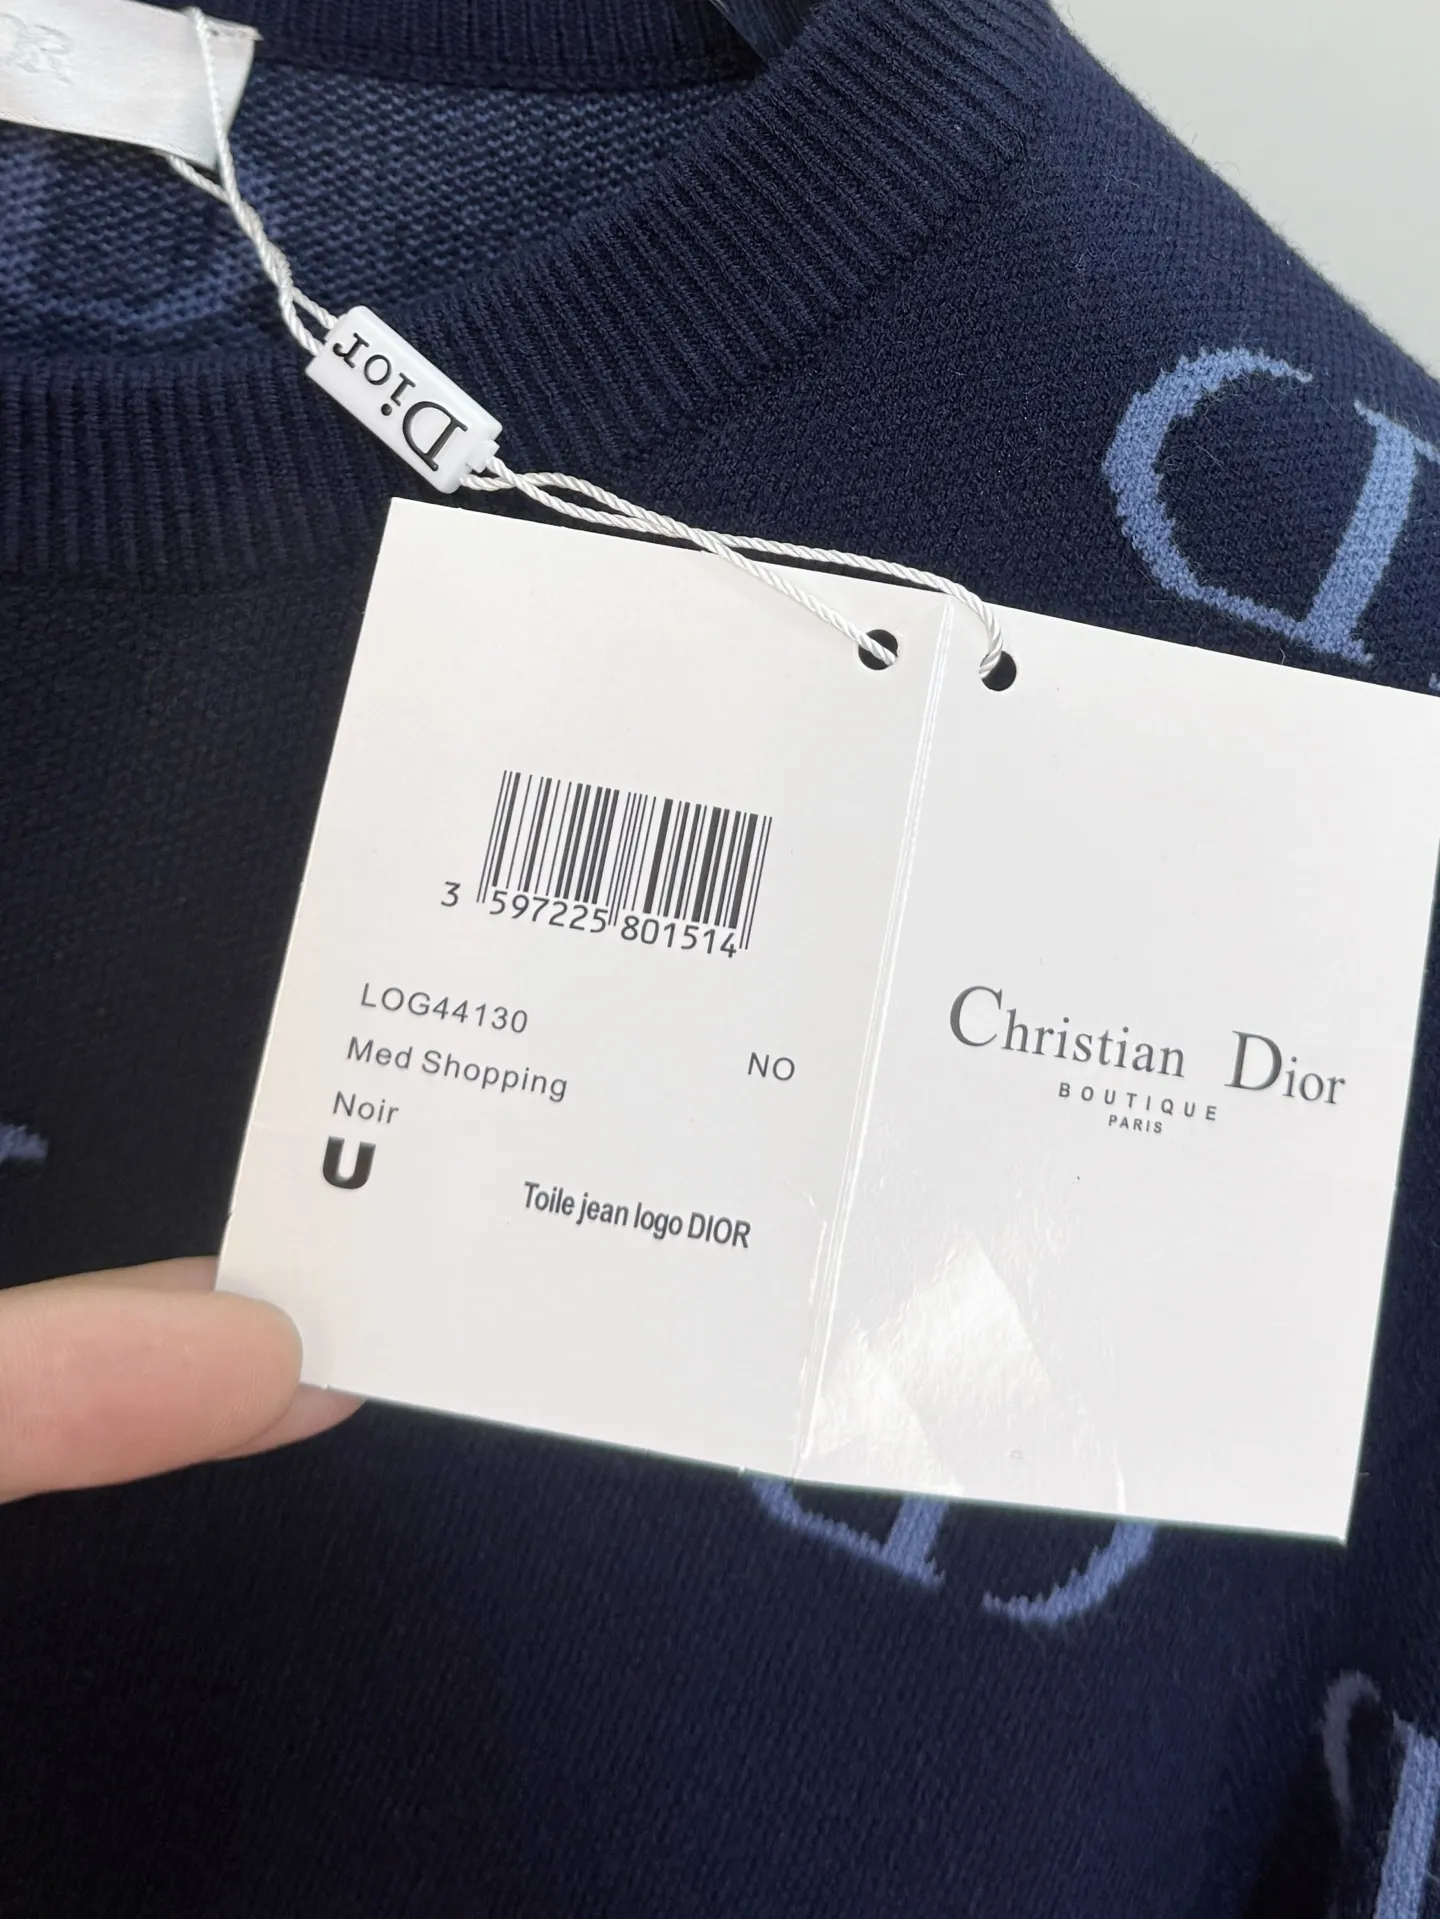 Dior
3 597225 801514
LOG44130
Med Shopping NO
Noir
U
Toile jean logo DIOR
Christian Dior
BOUTIQUE
PARIS